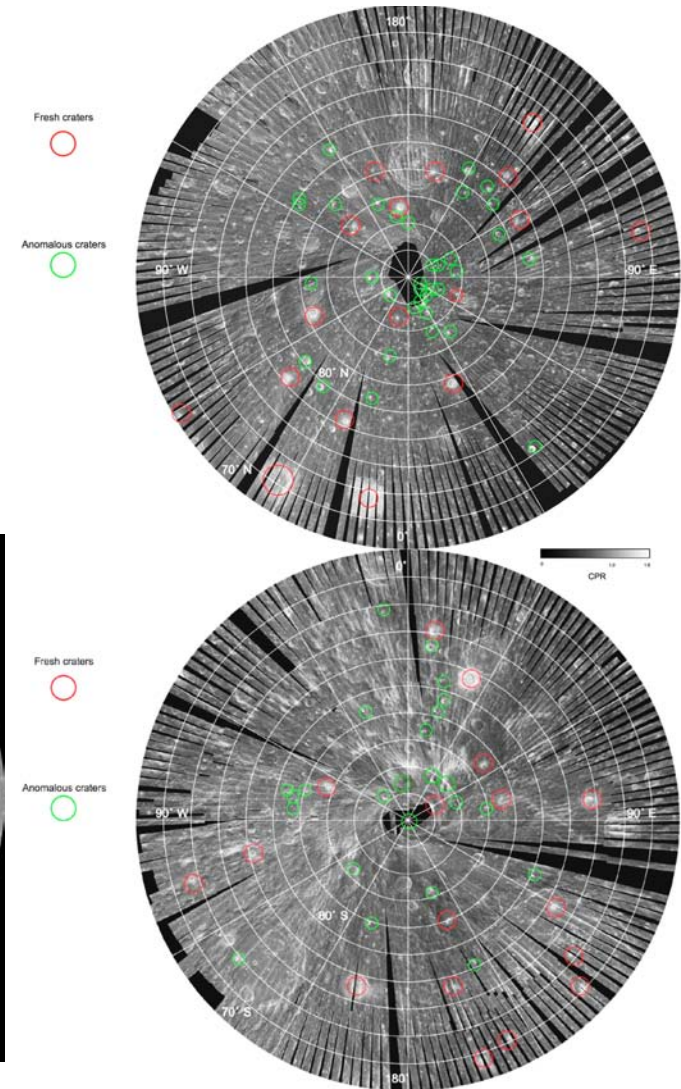 180°
Fresh craters
Anomalous craters
90° W
90° E
80° N
70° N
0°
CPR
0°
Fresh craters
Anomalous craters
90° W
90° E
80° S
70° S
180°